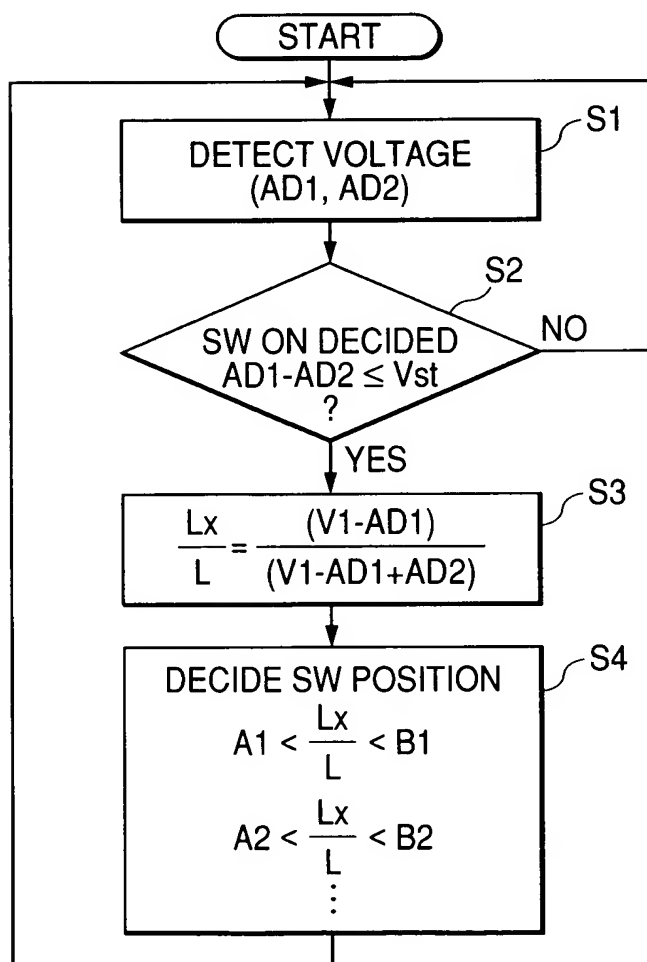 START
S1
DETECT VOLTAGE
(AD1, AD2)
S2
SW ON DECIDED
AD1-AD2 ≤ Vst
?
NO
YES
S3
Lx/L = (V1-AD1)/(V1-AD1+AD2)
S4
DECIDE SW POSITION
A1 < Lx/L < B1
A2 < Lx/L < B2
⋮